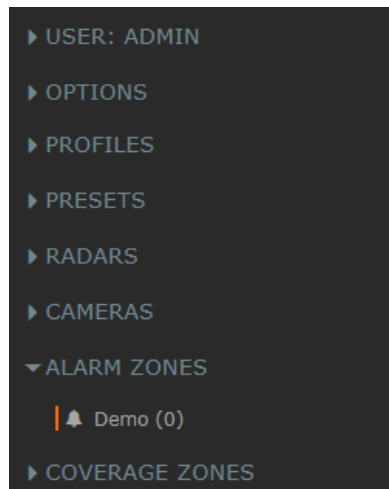 USER: ADMIN
OPTIONS
PROFILES
PRESETS
RADARS
CAMERAS
ALARM ZONES
Demo (0)
COVERAGE ZONES